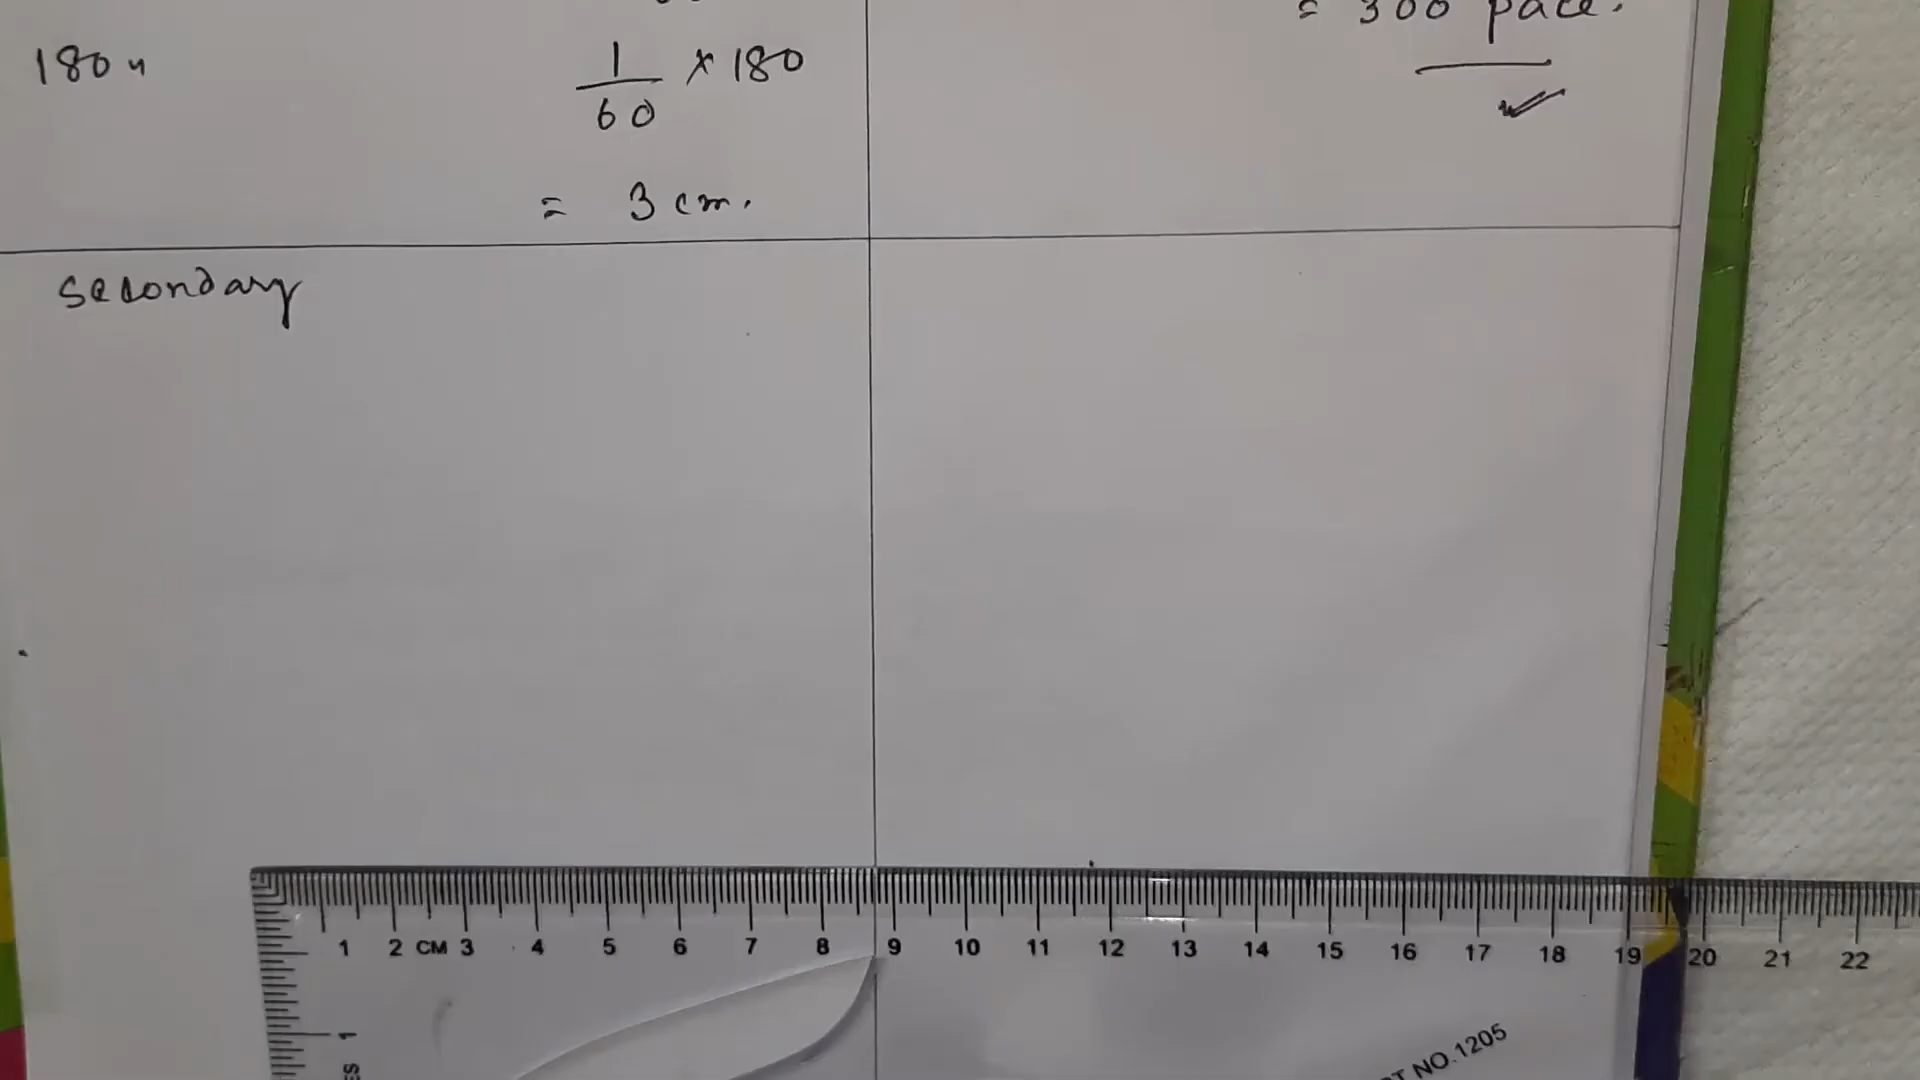 = 300 pace.
180 m
1
60
× 180
= 3 cm.
secondary
1 2 CM 3 4 5 6 7 8 9 10 11 12 13 14 15 16 17 18 19 20 21 22
1
NO.1205